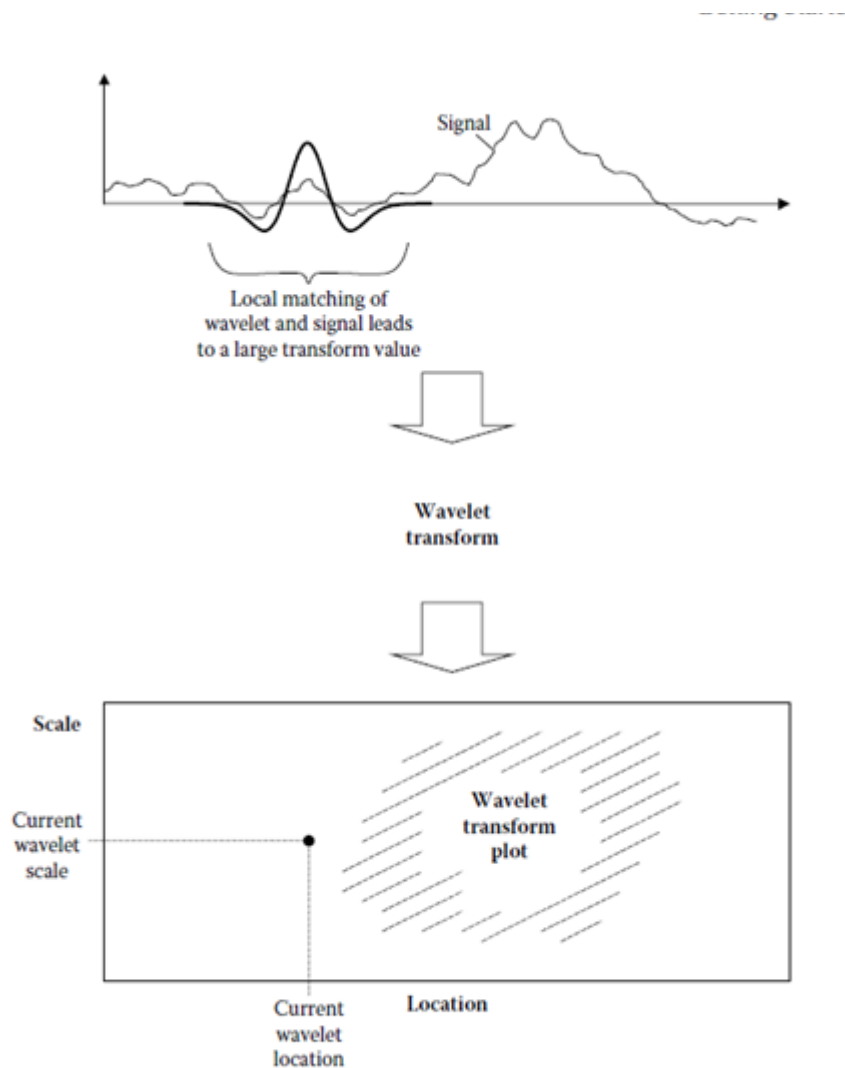 Signal
Local matching of
wavelet and signal leads
to a large transform value
Wavelet
transform
Scale
Wavelet
transform
plot
Current
wavelet
scale
Location
Current
wavelet
location